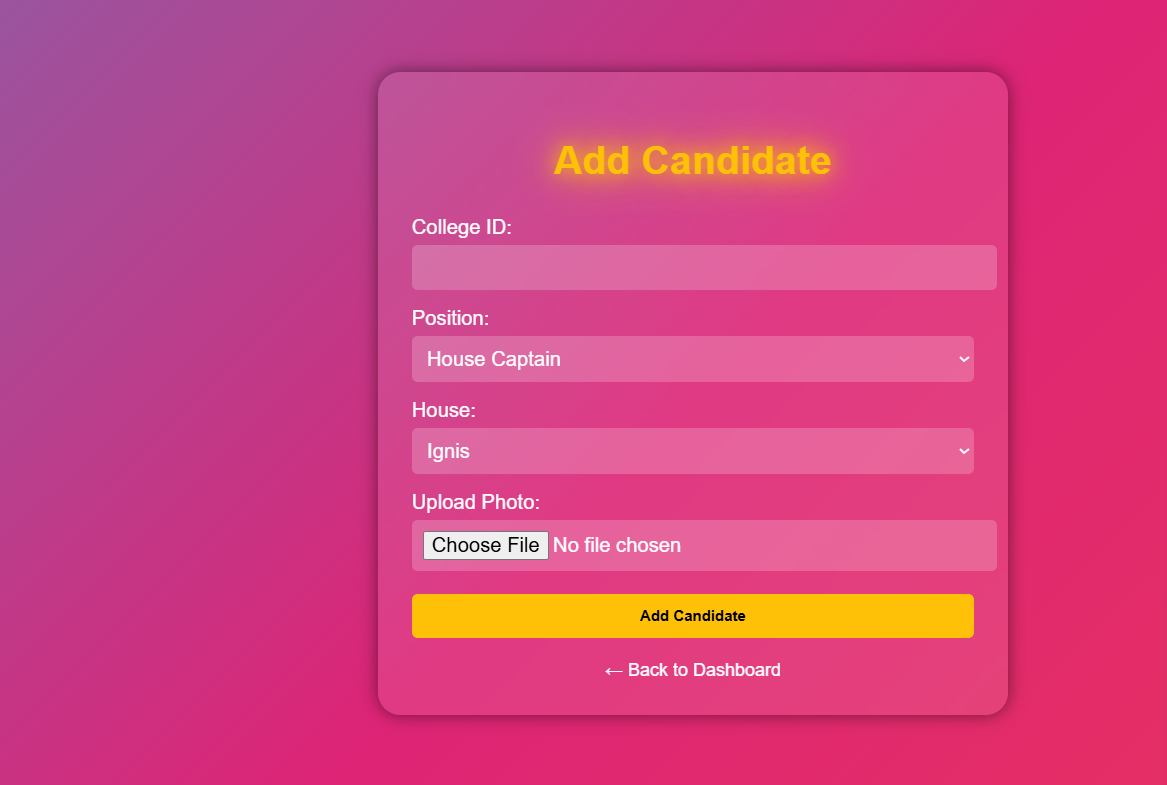 Add Candidate
College ID:
Position:
House Captain
House:
Ignis
Upload Photo:
Choose File No file chosen
Add Candidate
← Back to Dashboard